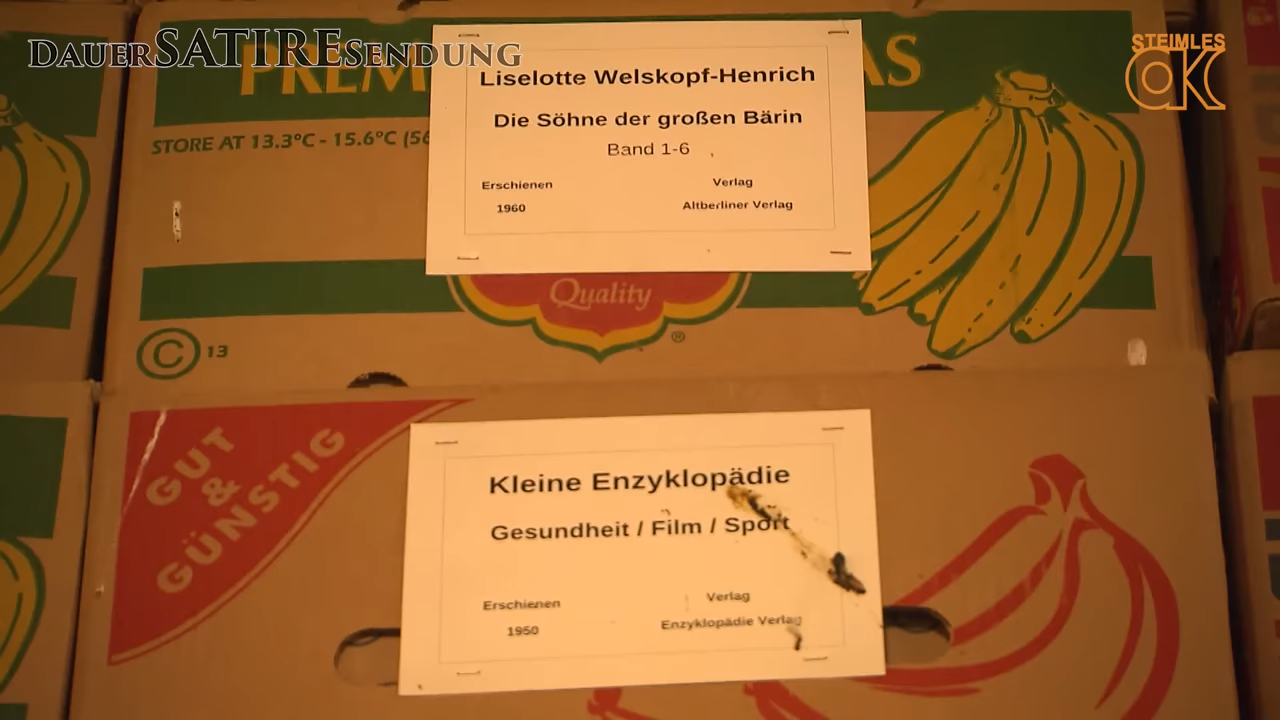 DauerSATIREsendung
STEIMLES
aK
PREM
AS
STORE AT 13.3°C - 15.6°C (56
Liselotte Welskopf-Henrich
Die Söhne der großen Bärin
Band 1-6
Erschienen Verlag
1960 Altberliner Verlag
Quality
®
© 13
GUT
&
GÜNSTIG
Kleine Enzyklopädie
Gesundheit / Film / Sport
Erschienen Verlag
1950 Enzyklopädie Verlag